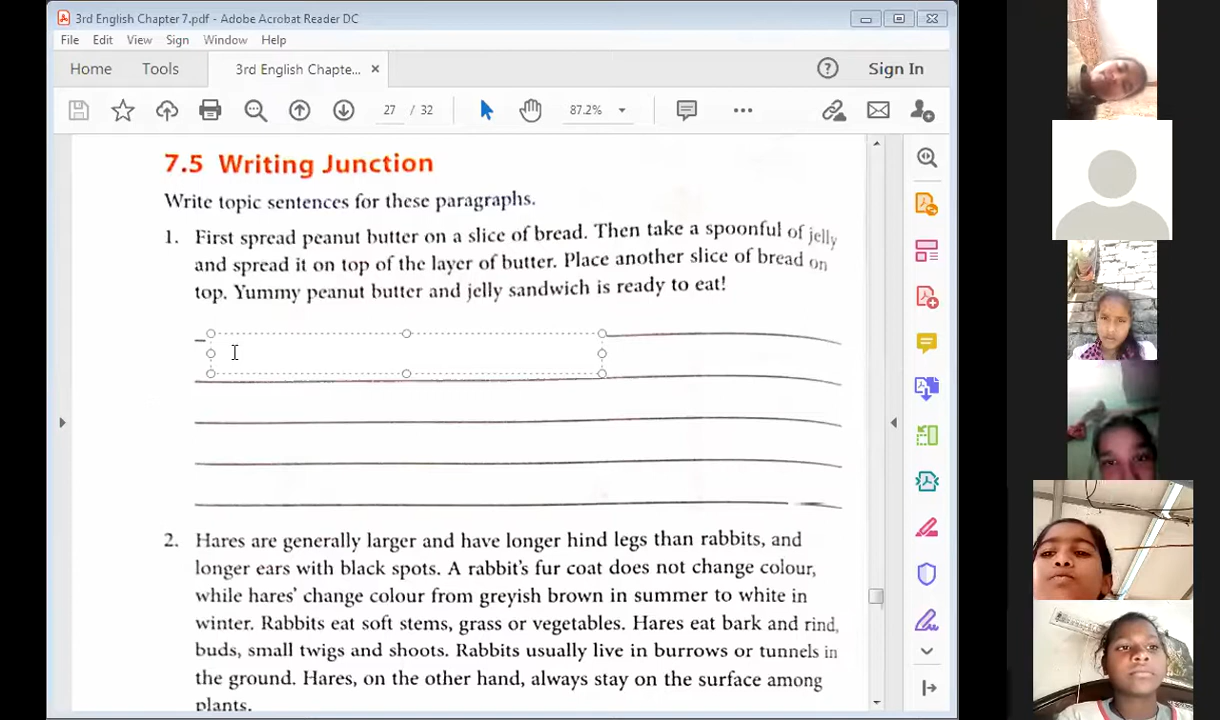 3rd English Chapter 7.pdf - Adobe Acrobat Reader DC
File Edit View Sign Window Help
Home Tools 3rd English Chapte... × Sign In
27 / 32 87.2%
7.5 Writing Junction
Write topic sentences for these paragraphs.
1. First spread peanut butter on a slice of bread. Then take a spoonful of jelly
and spread it on top of the layer of butter. Place another slice of bread on
top. Yummy peanut butter and jelly sandwich is ready to eat!
2. Hares are generally larger and have longer hind legs than rabbits, and
longer ears with black spots. A rabbit's fur coat does not change colour,
while hares' change colour from greyish brown in summer to white in
winter. Rabbits eat soft stems, grass or vegetables. Hares eat bark and rind,
buds, small twigs and shoots. Rabbits usually live in burrows or tunnels in
the ground. Hares, on the other hand, always stay on the surface among
plants.